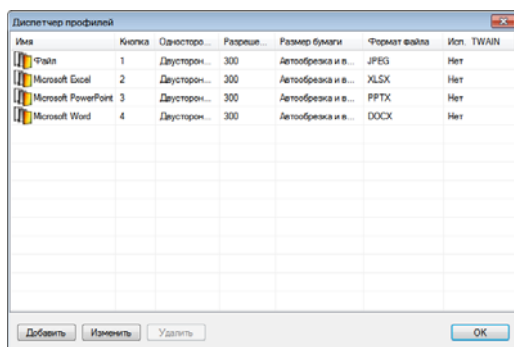 Диспетчер профилей
Имя Кнопка Односторо... Разреше... Размер бумаги Формат файла Исп. TWAIN
Файл 1 Двусторон... 300 Автообрезка и в... JPEG Нет
Microsoft Excel 2 Двусторон... 300 Автообрезка и в... XLSX Нет
Microsoft PowerPoint 3 Двусторон... 300 Автообрезка и в... PPTX Нет
Microsoft Word 4 Двусторон... 300 Автообрезка и в... DOCX Нет
Добавить Изменить Удалить OK